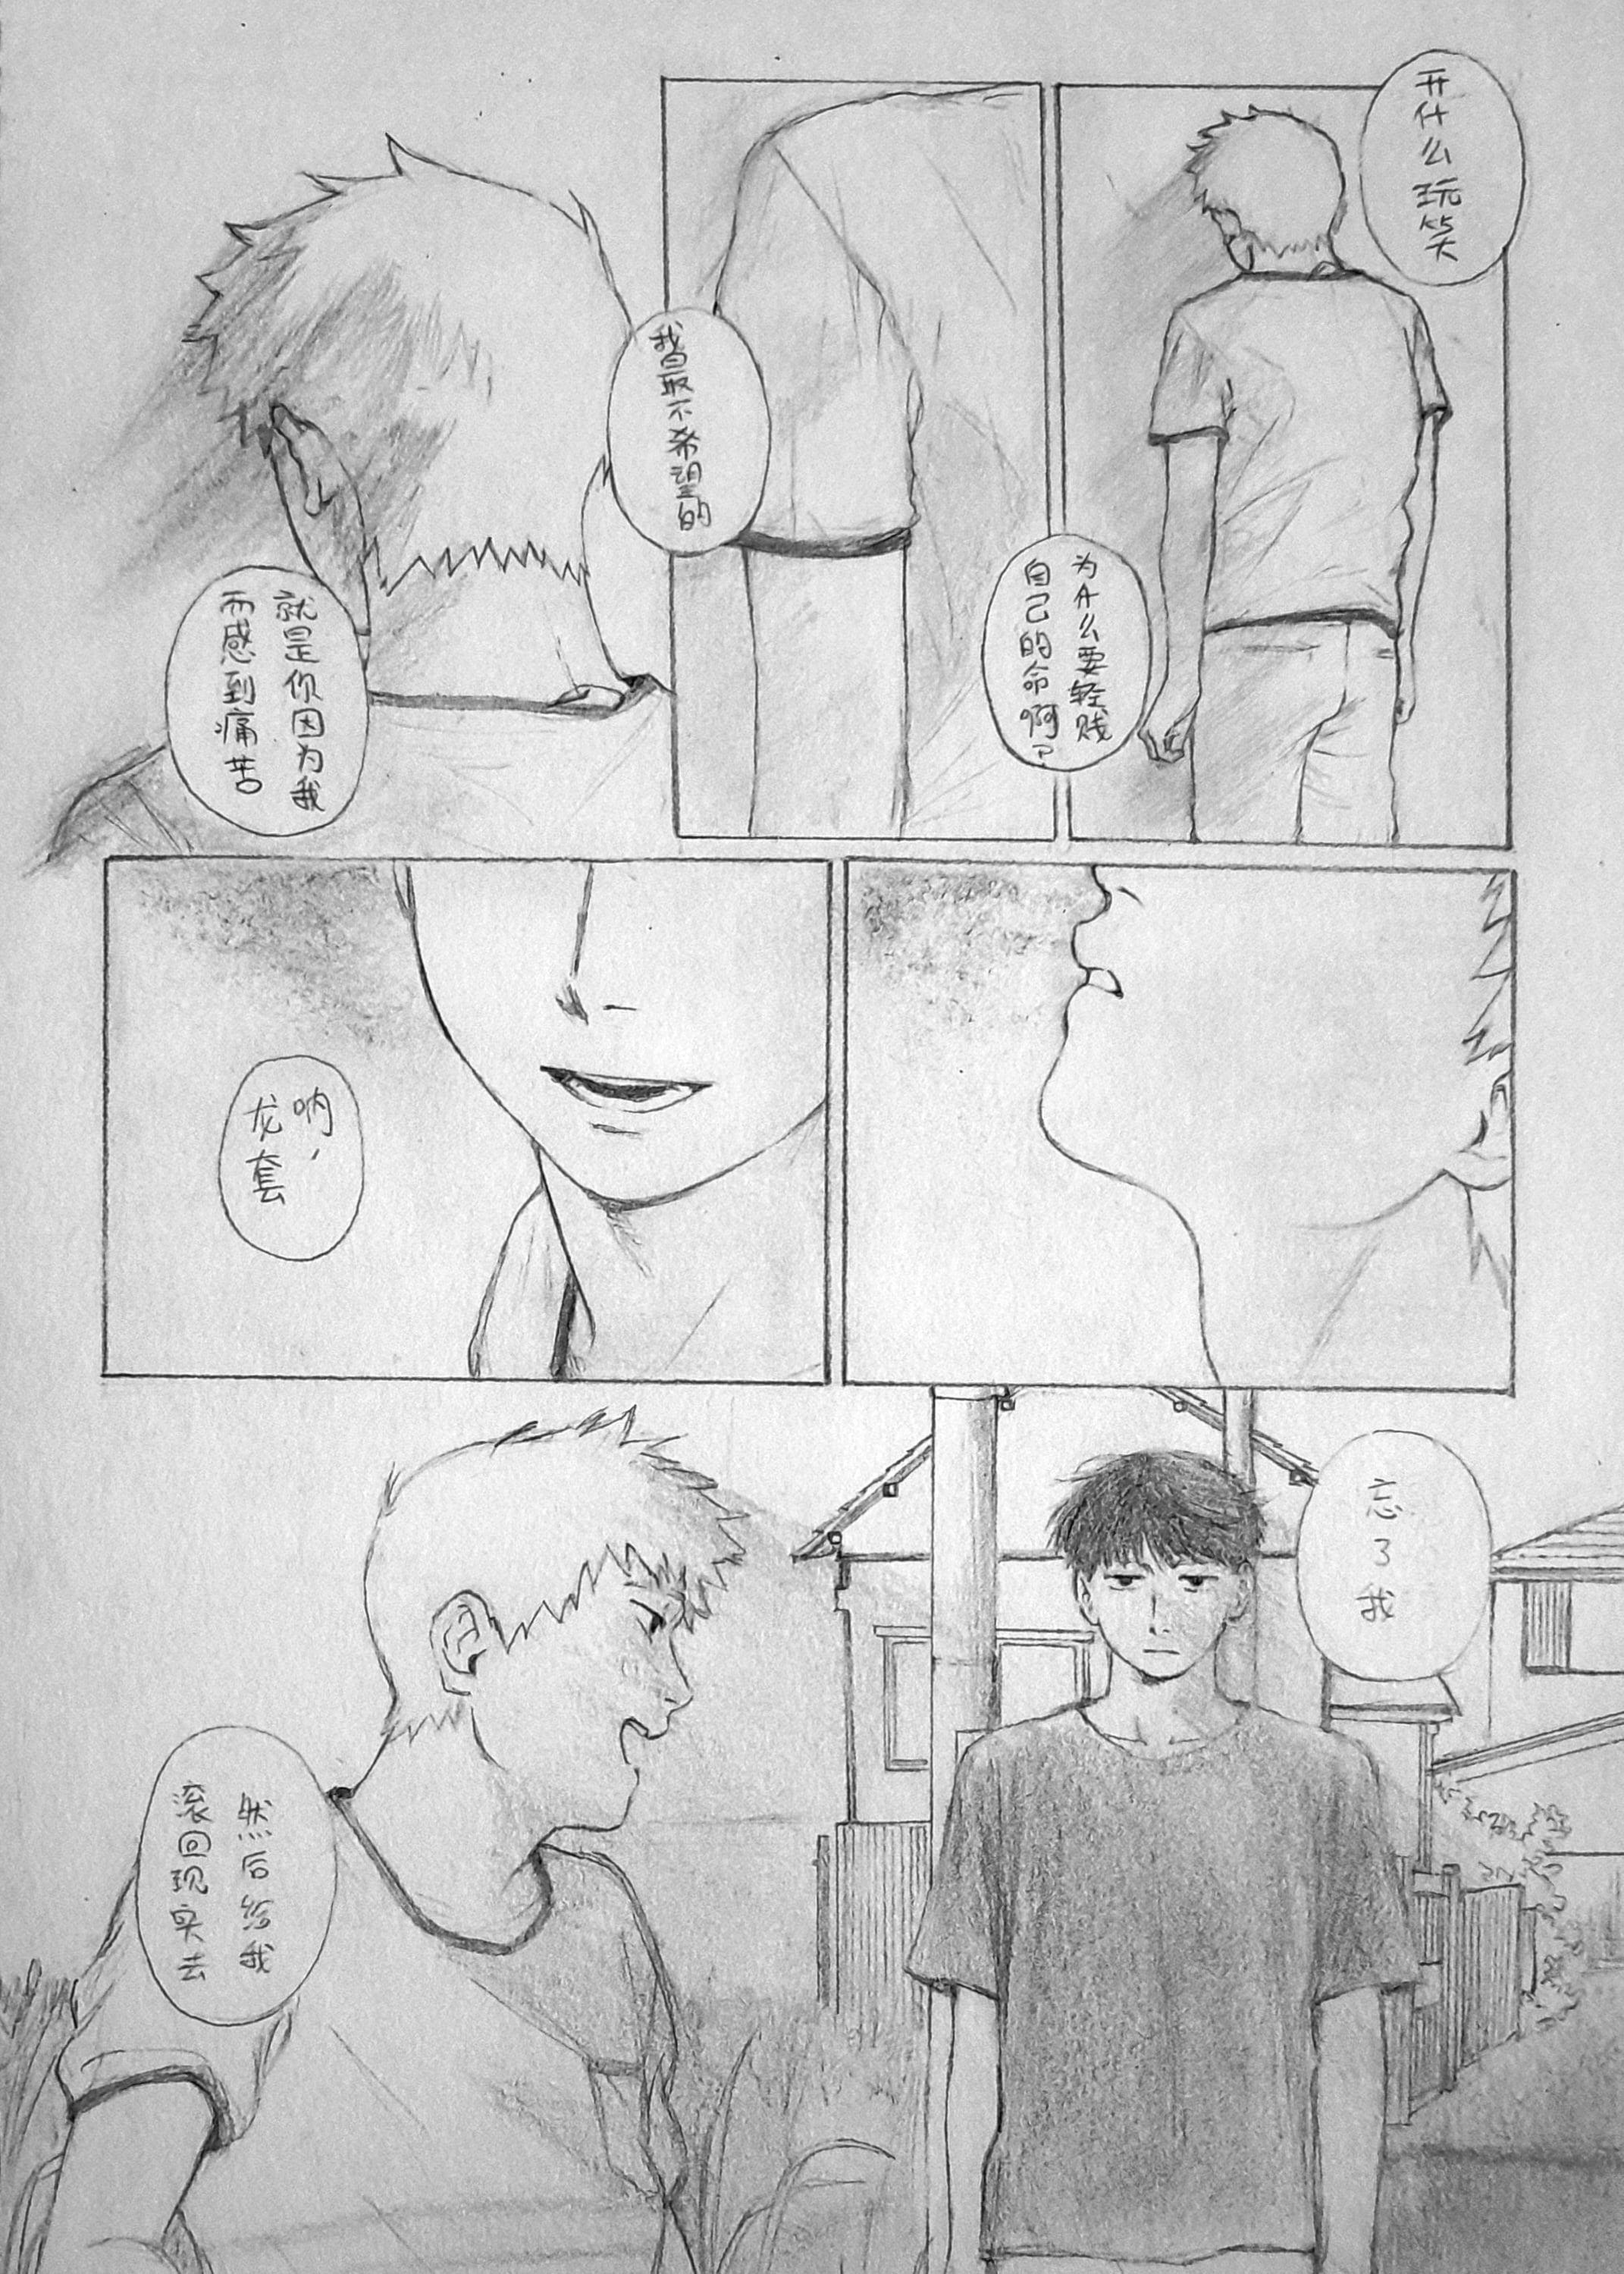 开什么玩笑
为什么要轻贱
自己的命啊？
我最不希望的
就是你因为我
而感到痛苦
呐，
龙套
忘了我
然后给我
滚回现实去